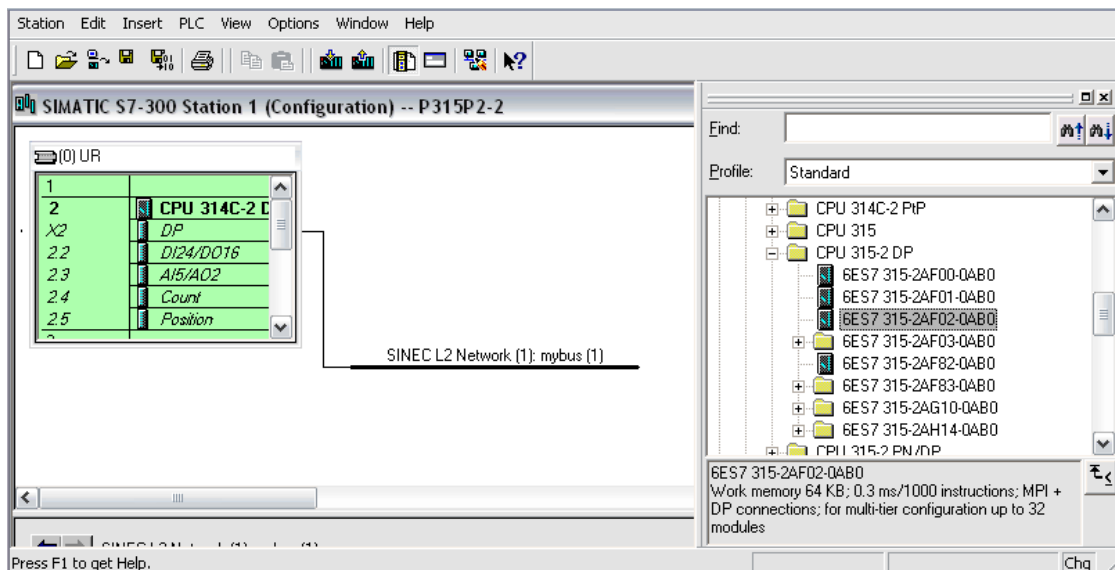 Station Edit Insert PLC View Options Window Help
SIMATIC S7-300 Station 1 (Configuration) -- P315P2-2
(0) UR
1
2 CPU 314C-2 D
X2 DP
2.2 DI24/DO16
2.3 AI5/AO2
2.4 Count
2.5 Position
SINEC L2 Network (1): mybus (1)
Find:
Profile: Standard
CPU 314C-2 PtP
CPU 315
CPU 315-2 DP
6ES7 315-2AF00-0AB0
6ES7 315-2AF01-0AB0
6ES7 315-2AF02-0AB0
6ES7 315-2AF03-0AB0
6ES7 315-2AF82-0AB0
6ES7 315-2AF83-0AB0
6ES7 315-2AG10-0AB0
6ES7 315-2AH14-0AB0
CPU 315-2 PN/DP
6ES7 315-2AF02-0AB0
Work memory 64 KB; 0.3 ms/1000 instructions; MPI +
DP connections; for multi-tier configuration up to 32
modules
Press F1 to get Help.
Chg